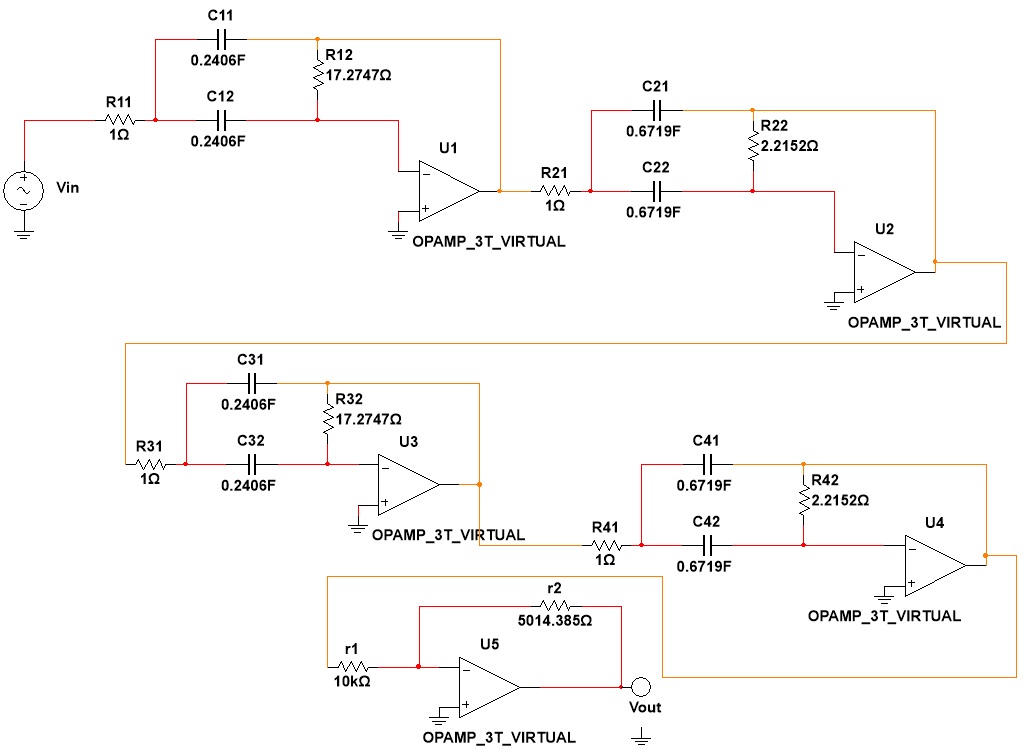 C11
0.2406F
R12
17.2747Ω
C12
0.2406F
R11
1Ω
Vin
U1
OPAMP_3T_VIRTUAL
C21
0.6719F
R22
2.2152Ω
C22
0.6719F
R21
1Ω
U2
OPAMP_3T_VIRTUAL
C31
0.2406F
R32
17.2747Ω
C32
0.2406F
R31
1Ω
U3
OPAMP_3T_VIRTUAL
C41
0.6719F
R42
2.2152Ω
C42
0.6719F
R41
1Ω
U4
OPAMP_3T_VIRTUAL
r2
5014.385Ω
r1
10kΩ
U5
OPAMP_3T_VIRTUAL
Vout